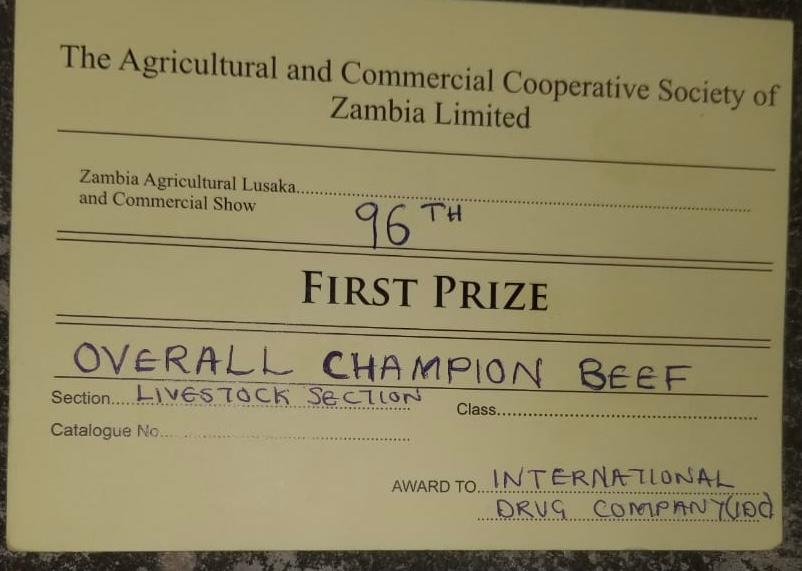 The Agricultural and Commercial Cooperative Society of
Zambia Limited
Zambia Agricultural Lusaka
and Commercial Show
96TH
FIRST PRIZE
OVERALL CHAMPION BEEF
Section.... LIVESTOCK SECTION
Class
Catalogue No.
AWARD TO INTERNATIONAL
DRUG COMPANY(IDC)